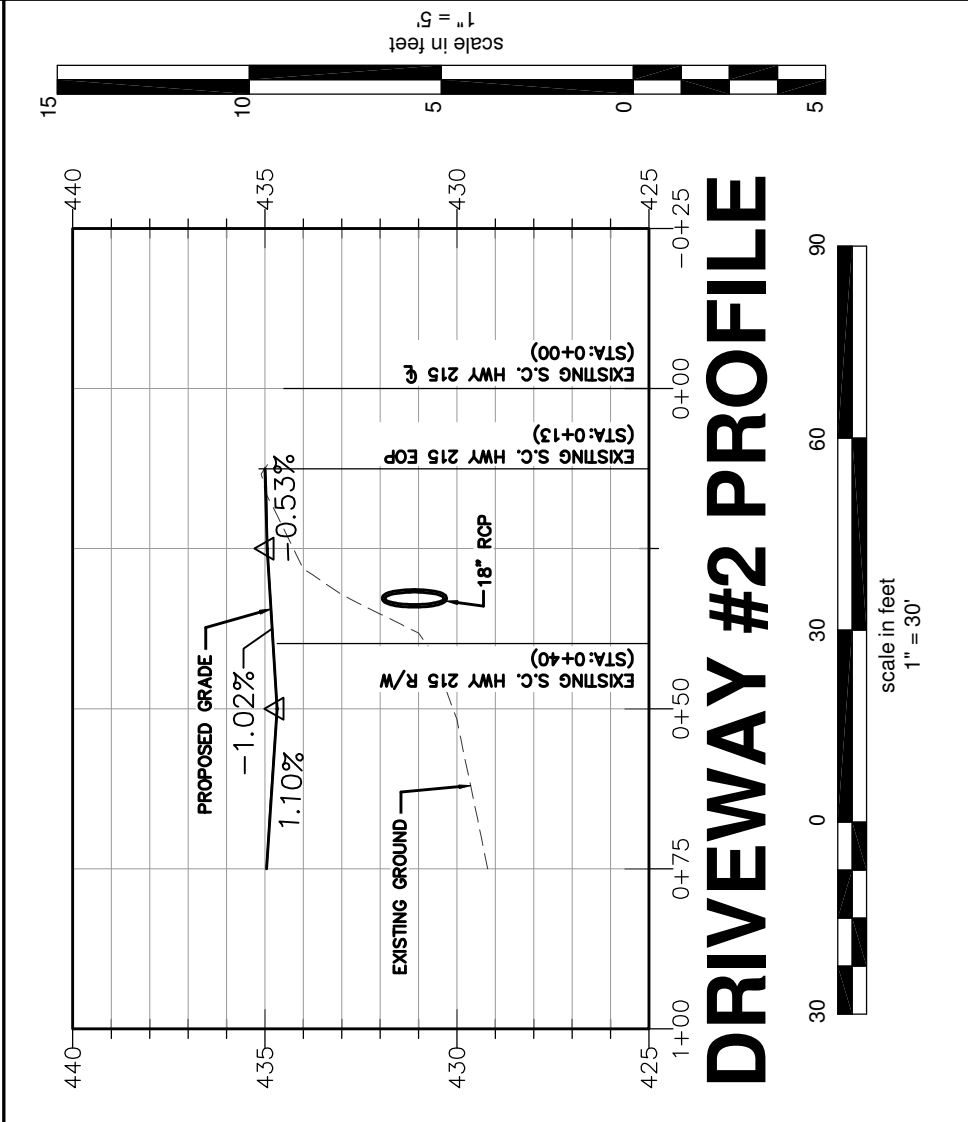 440
435
430
425
440
435
430
425
1+00
0+75
0+50
0+00
-0+25
PROPOSED GRADE
-1.02%
1.10%
-0.53%
EXISTING GROUND
18" RCP
EXISTING S.C. HWY 215 R/W
(STA:0+40)
EXISTING S.C. HWY 215 EOP
(STA:0+13)
EXISTING S.C. HWY 215 ℄
(STA:0+00)
DRIVEWAY #2 PROFILE
30
0
30
60
90
scale in feet
1" = 30'
15
10
5
0
5
scale in feet
1" = 5'